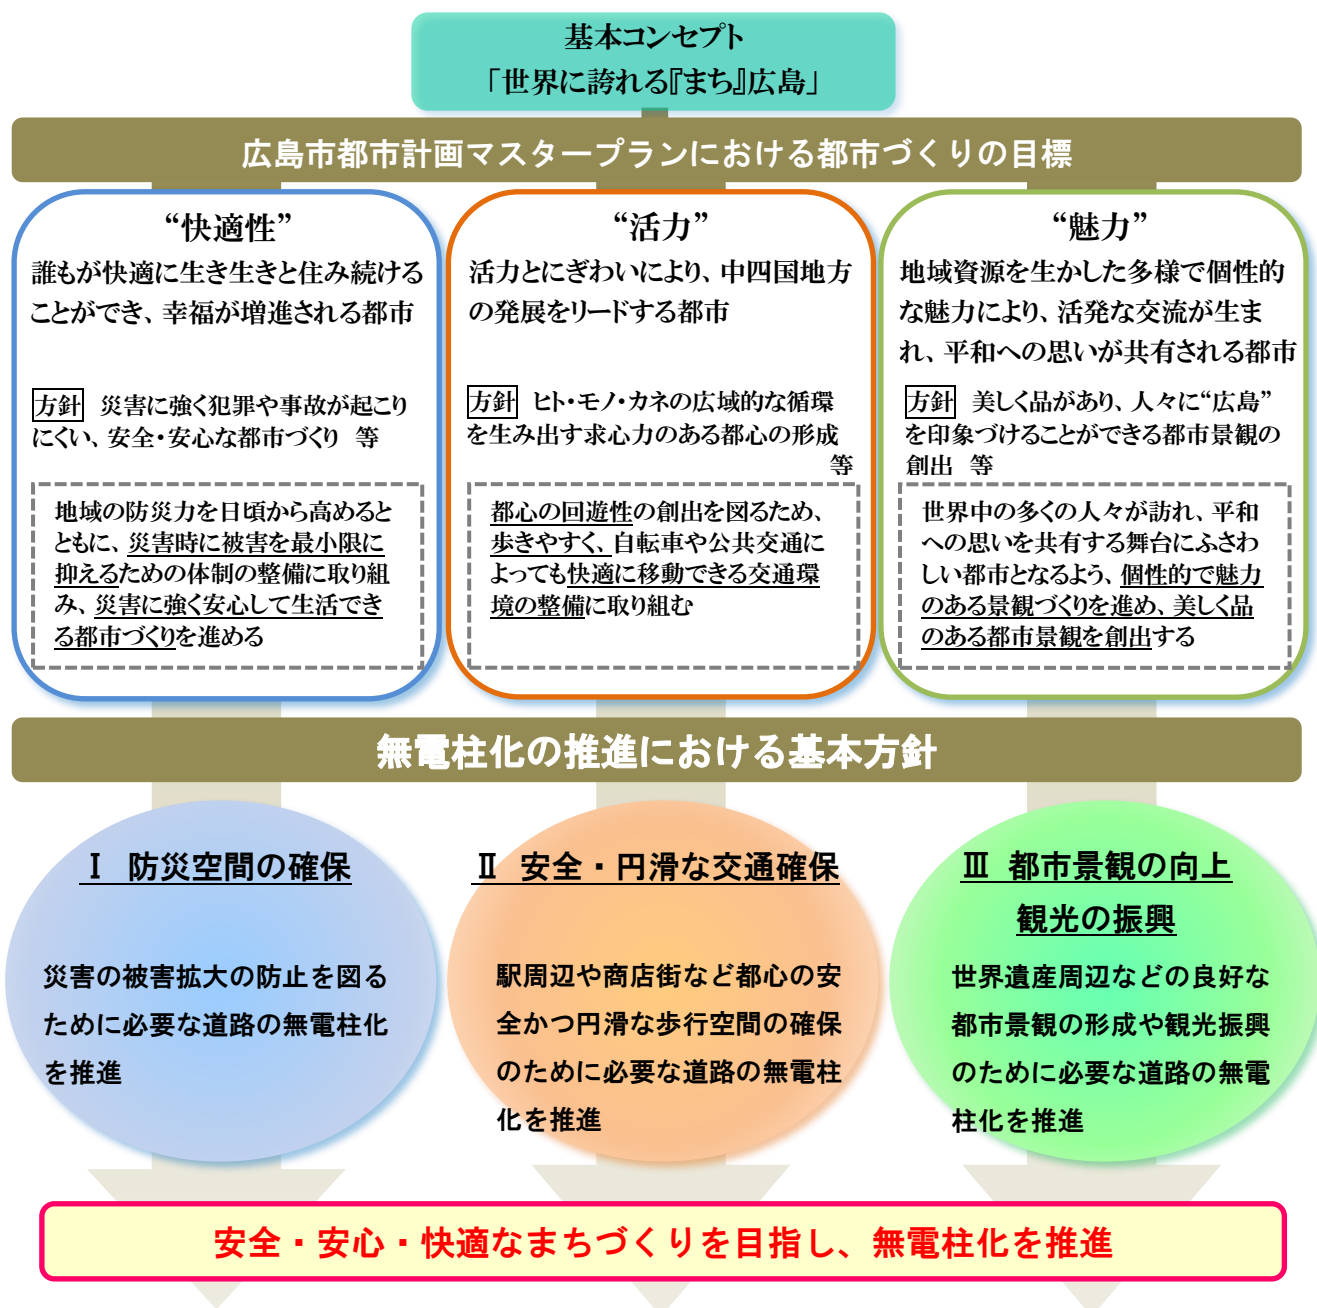 基本コンセプト
「世界に誇れる『まち』広島」
広島市都市計画マスタープランにおける都市づくりの目標
“快適性”
誰もが快適に生き生きと住み続ける
ことができ、幸福が増進される都市
方針 災害に強く犯罪や事故が起こり
にくい、安全・安心な都市づくり 等
地域の防災力を日頃から高めると
ともに、災害時に被害を最小限に
抑えるための体制の整備に取り組
み、災害に強く安心して生活でき
る都市づくりを進める
“活力”
活力とにぎわいにより、中四国地方
の発展をリードする都市
方針 ヒト・モノ・カネの広域的な循環
を生み出す求心力のある都心の形成
等
都心の回遊性の創出を図るため、
歩きやすく、自転車や公共交通に
よっても快適に移動できる交通環
境の整備に取り組む
“魅力”
地域資源を生かした多様で個性的
な魅力により、活発な交流が生ま
れ、平和への思いが共有される都市
方針 美しく品があり、人々に“広島”
を印象づけることができる都市景観の
創出 等
世界中の多くの人々が訪れ、平和
への思いを共有する舞台にふさわ
しい都市となるよう、個性的で魅力
のある景観づくりを進め、美しく品
のある都市景観を創出する
無電柱化の推進における基本方針
Ⅰ 防災空間の確保
災害の被害拡大の防止を図る
ために必要な道路の無電柱化
を推進
Ⅱ 安全・円滑な交通確保
駅周辺や商店街など都心の安
全かつ円滑な歩行空間の確保
のために必要な道路の無電柱
化を推進
Ⅲ 都市景観の向上
観光の振興
世界遺産周辺などの良好な
都市景観の形成や観光振興
のために必要な道路の無電
柱化を推進
安全・安心・快適なまちづくりを目指し、無電柱化を推進